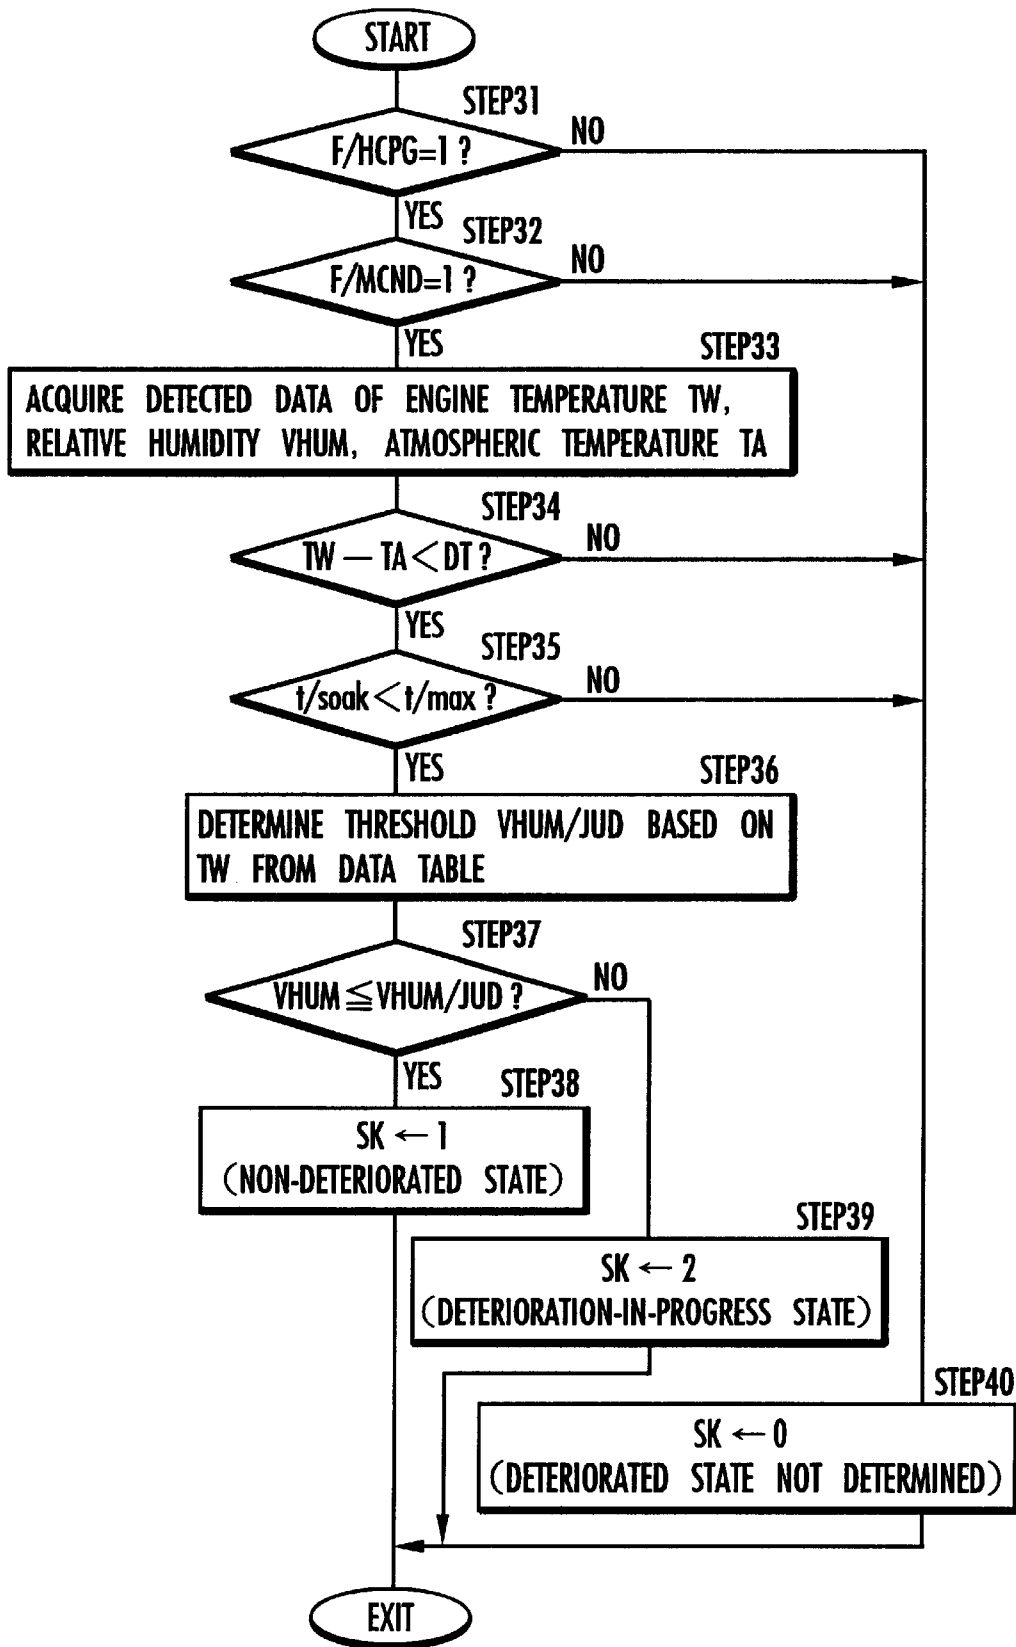 START
STEP31
F/HCPG=1 ?
NO
YES
STEP32
F/MCND=1 ?
NO
YES
STEP33
ACQUIRE DETECTED DATA OF ENGINE TEMPERATURE TW,
RELATIVE HUMIDITY VHUM, ATMOSPHERIC TEMPERATURE TA
STEP34
TW — TA < DT ?
NO
YES
STEP35
t/soak < t/max ?
NO
YES
STEP36
DETERMINE THRESHOLD VHUM/JUD BASED ON
TW FROM DATA TABLE
STEP37
VHUM ≦ VHUM/JUD ?
NO
YES
STEP38
SK ← 1
(NON-DETERIORATED STATE)
STEP39
SK ← 2
(DETERIORATION-IN-PROGRESS STATE)
STEP40
SK ← 0
(DETERIORATED STATE NOT DETERMINED)
EXIT